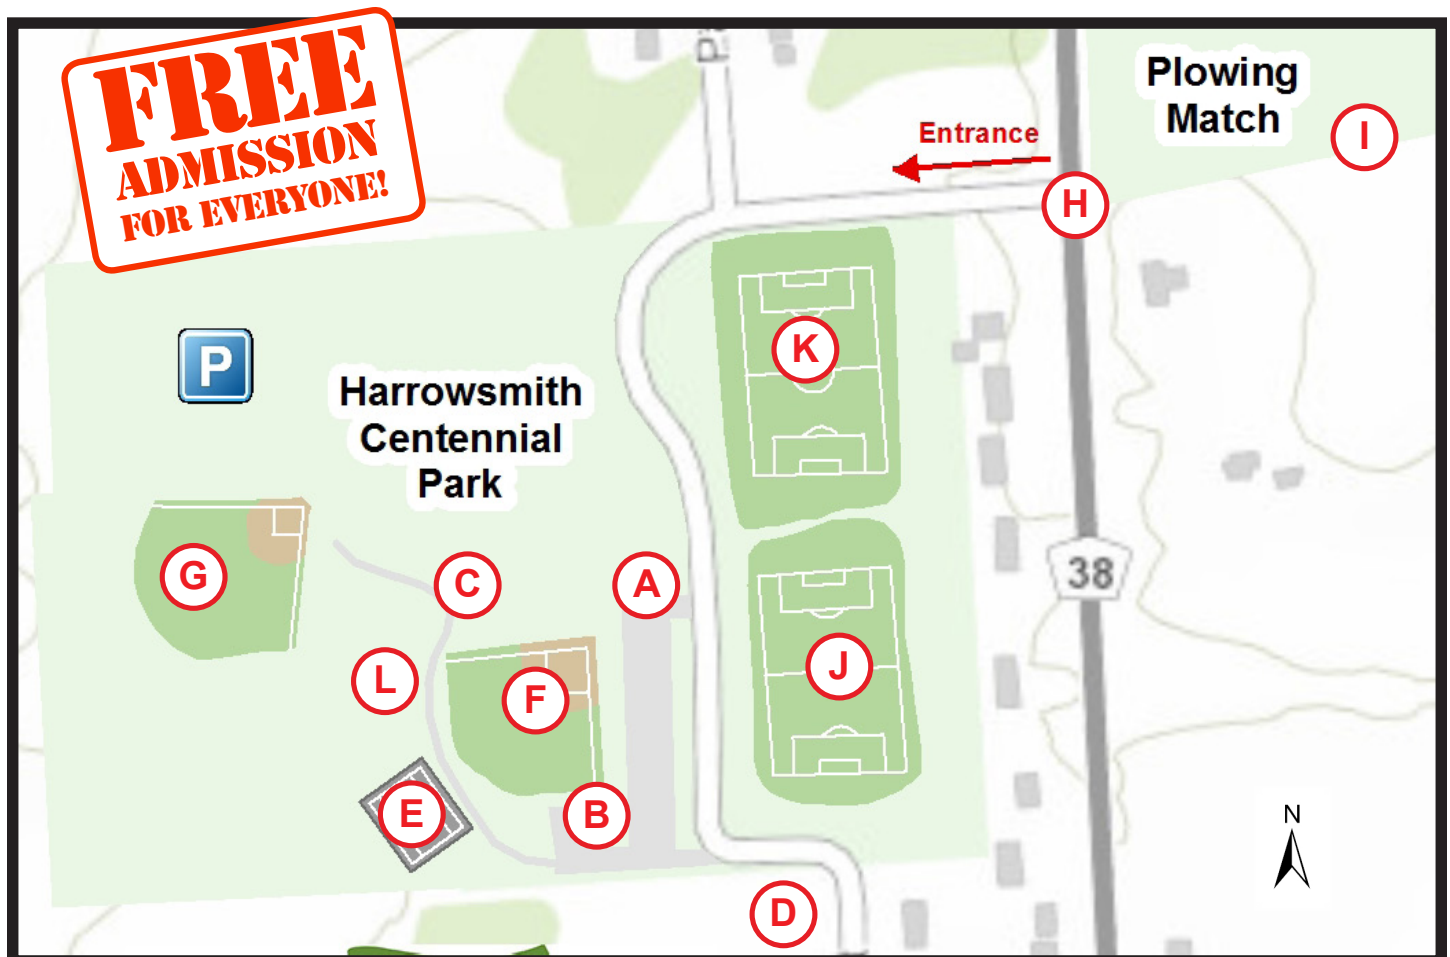 FREE
ADMISSION
FOR EVERYONE!
Plowing
Match
I
Entrance
H
P
K
Harrowsmith
Centennial
Park
G
C
A
38
L
F
J
E
B
N
D